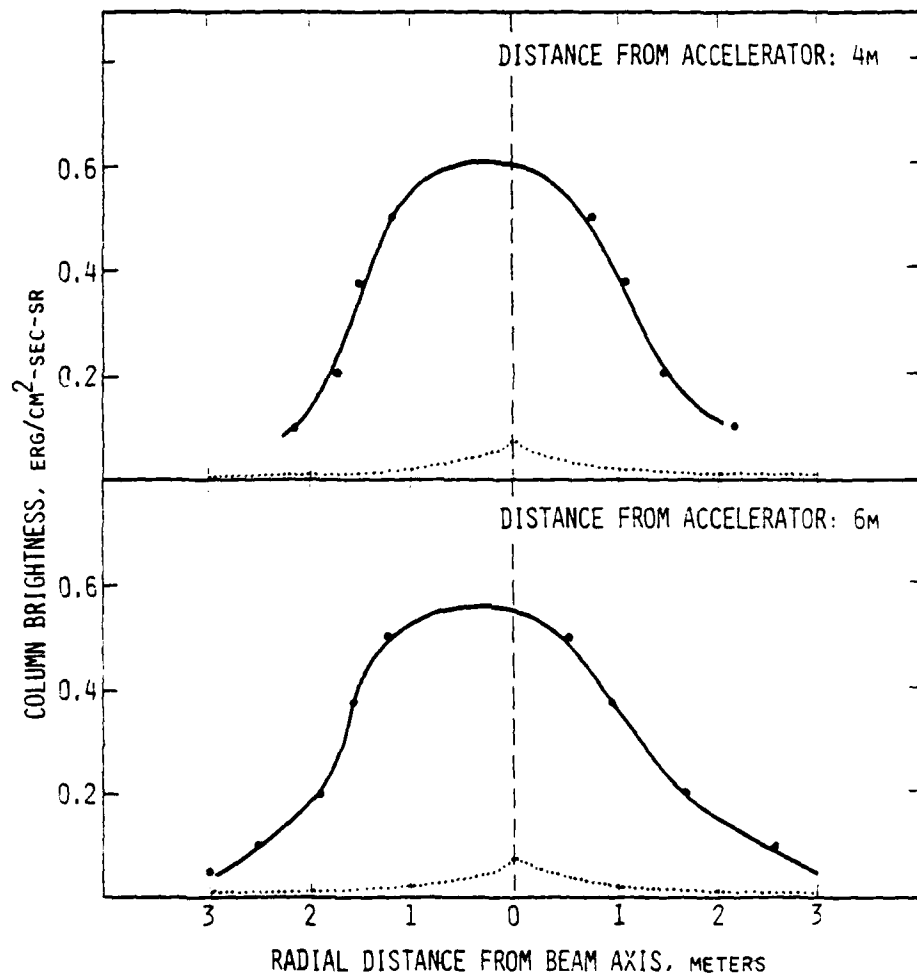 DISTANCE FROM ACCELERATOR: 4M
0.6
0.4
0.2
DISTANCE FROM ACCELERATOR: 6M
0.6
0.4
0.2
COLUMN BRIGHTNESS, ERG/CM²-SEC-SR
3 2 1 0 1 2 3
RADIAL DISTANCE FROM BEAM AXIS, METERS